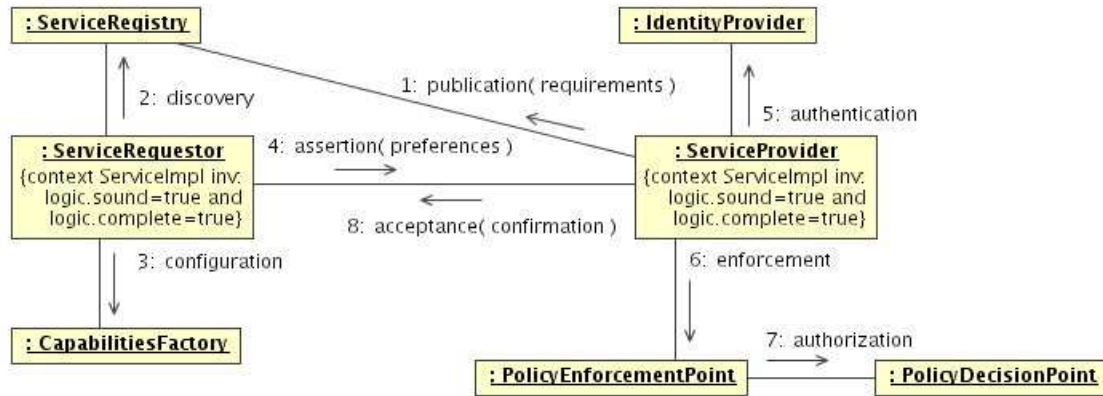 : ServiceRegistry
: IdentityProvider
1: publication( requirements )
2: discovery
5: authentication
: ServiceRequestor
{context ServiceImpl inv:
logic.sound=true and
logic.complete=true}
4: assertion( preferences )
: ServiceProvider
{context ServiceImpl inv:
logic.sound=true and
logic.complete=true}
8: acceptance( confirmation )
3: configuration
6: enforcement
: CapabilitiesFactory
7: authorization
: PolicyEnforcementPoint
: PolicyDecisionPoint